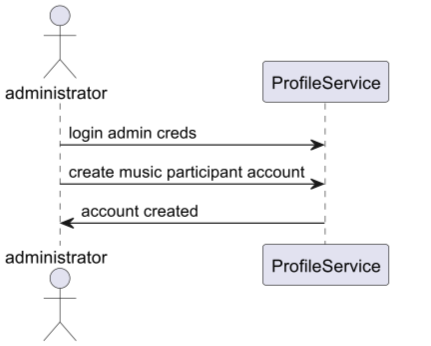 administrator
ProfileService
login admin creds
create music participant account
account created
administrator
ProfileService